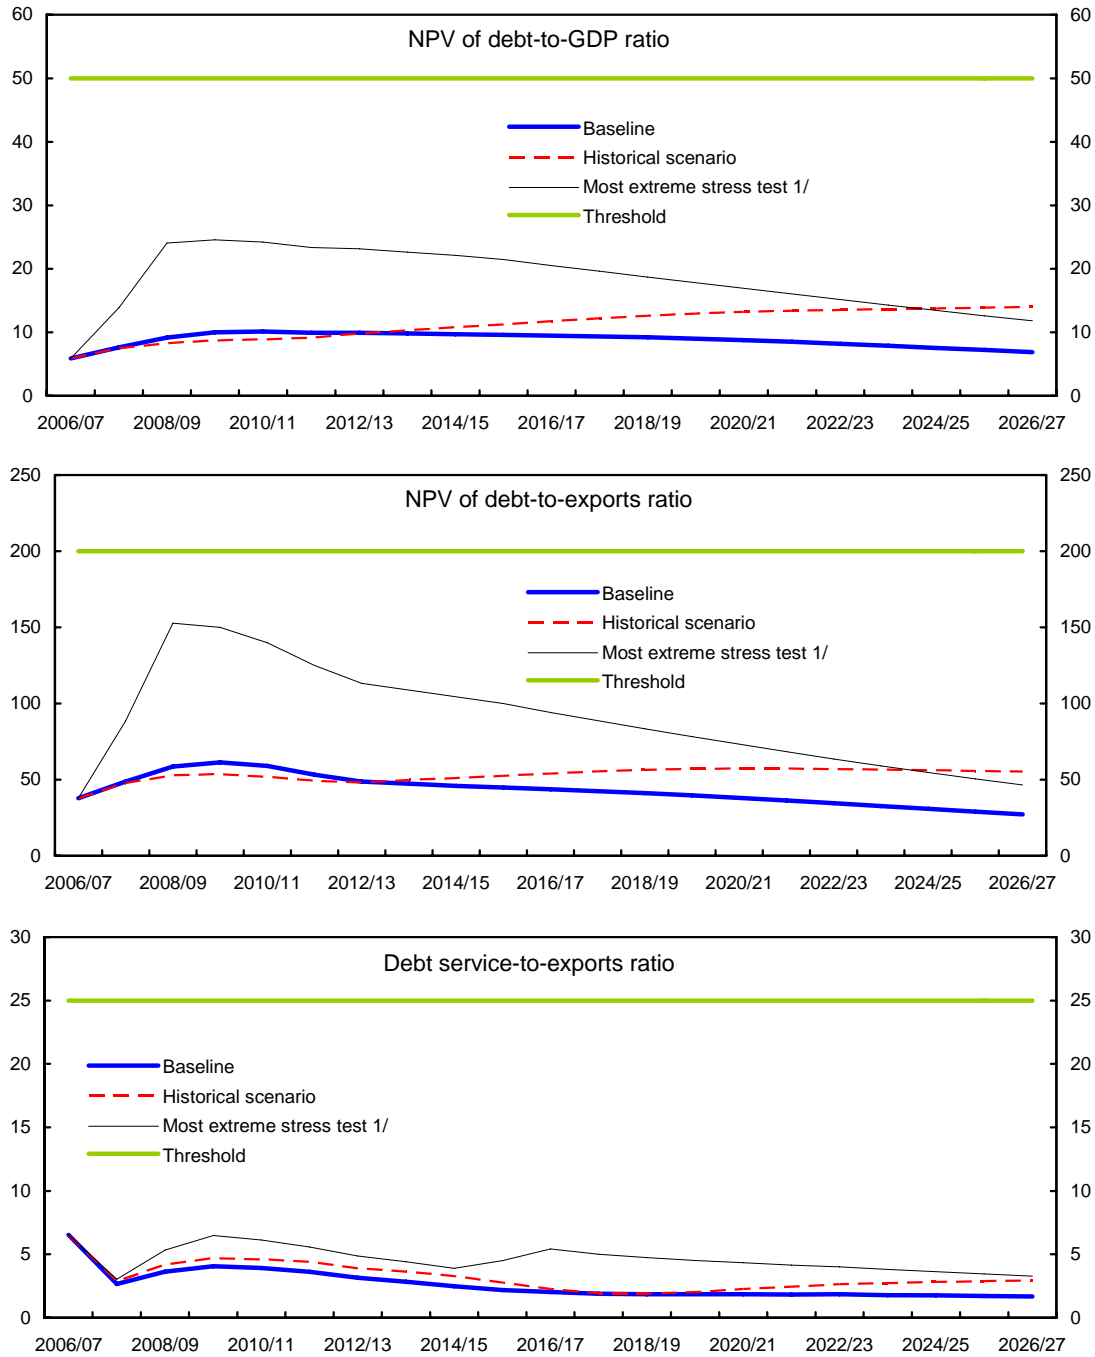 NPV of debt-to-GDP ratio
60 60
50 50
40 40
30 30
20 20
10 10
0 0
Baseline
Historical scenario
Most extreme stress test 1/
Threshold
2006/07 2008/09 2010/11 2012/13 2014/15 2016/17 2018/19 2020/21 2022/23 2024/25 2026/27
NPV of debt-to-exports ratio
250 250
200 200
150 150
100 100
50 50
0 0
Baseline
Historical scenario
Most extreme stress test 1/
Threshold
2006/07 2008/09 2010/11 2012/13 2014/15 2016/17 2018/19 2020/21 2022/23 2024/25 2026/27
Debt service-to-exports ratio
30 30
25 25
20 20
15 15
10 10
5 5
0 0
Baseline
Historical scenario
Most extreme stress test 1/
Threshold
2006/07 2008/09 2010/11 2012/13 2014/15 2016/17 2018/19 2020/21 2022/23 2024/25 2026/27